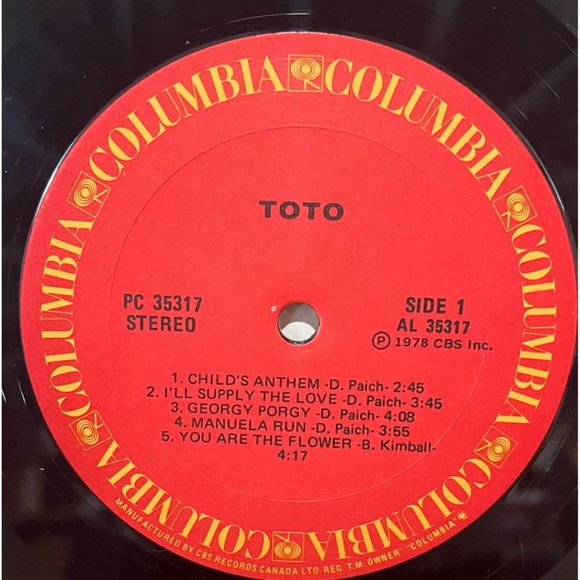 COLUMBIA COLUMBIA COLUMBIA COLUMBIA COLUMBIA COLUMBIA
TOTO
PC 35317
STEREO
SIDE 1
AL 35317
Ⓟ 1978 CBS Inc.
1. CHILD'S ANTHEM -D. Paich- 2:45
2. I'LL SUPPLY THE LOVE -D. Paich- 3:45
3. GEORGY PORGY -D. Paich- 4:08
4. MANUELA RUN -D. Paich- 3:55
5. YOU ARE THE FLOWER -B. Kimball-
4:17
MANUFACTURED BY CBS RECORDS CANADA LTD. REG. T.M. OWNER "COLUMBIA"